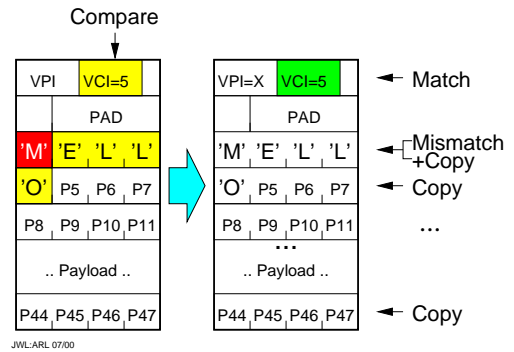 Compare
VPI VCI=5 VPI=X VCI=5 Match
PAD PAD
'M' 'E' 'L' 'L' 'M' 'E' 'L' 'L' Mismatch
+Copy
'O' P5 P6 P7 'O' P5 P6 P7 Copy
P8 P9 P10 P11 P8 P9 P10 P11 ...
...
.. Payload .. .. Payload ..
P44 P45 P46 P47 P44 P45 P46 P47 Copy
JWL:ARL 07/00